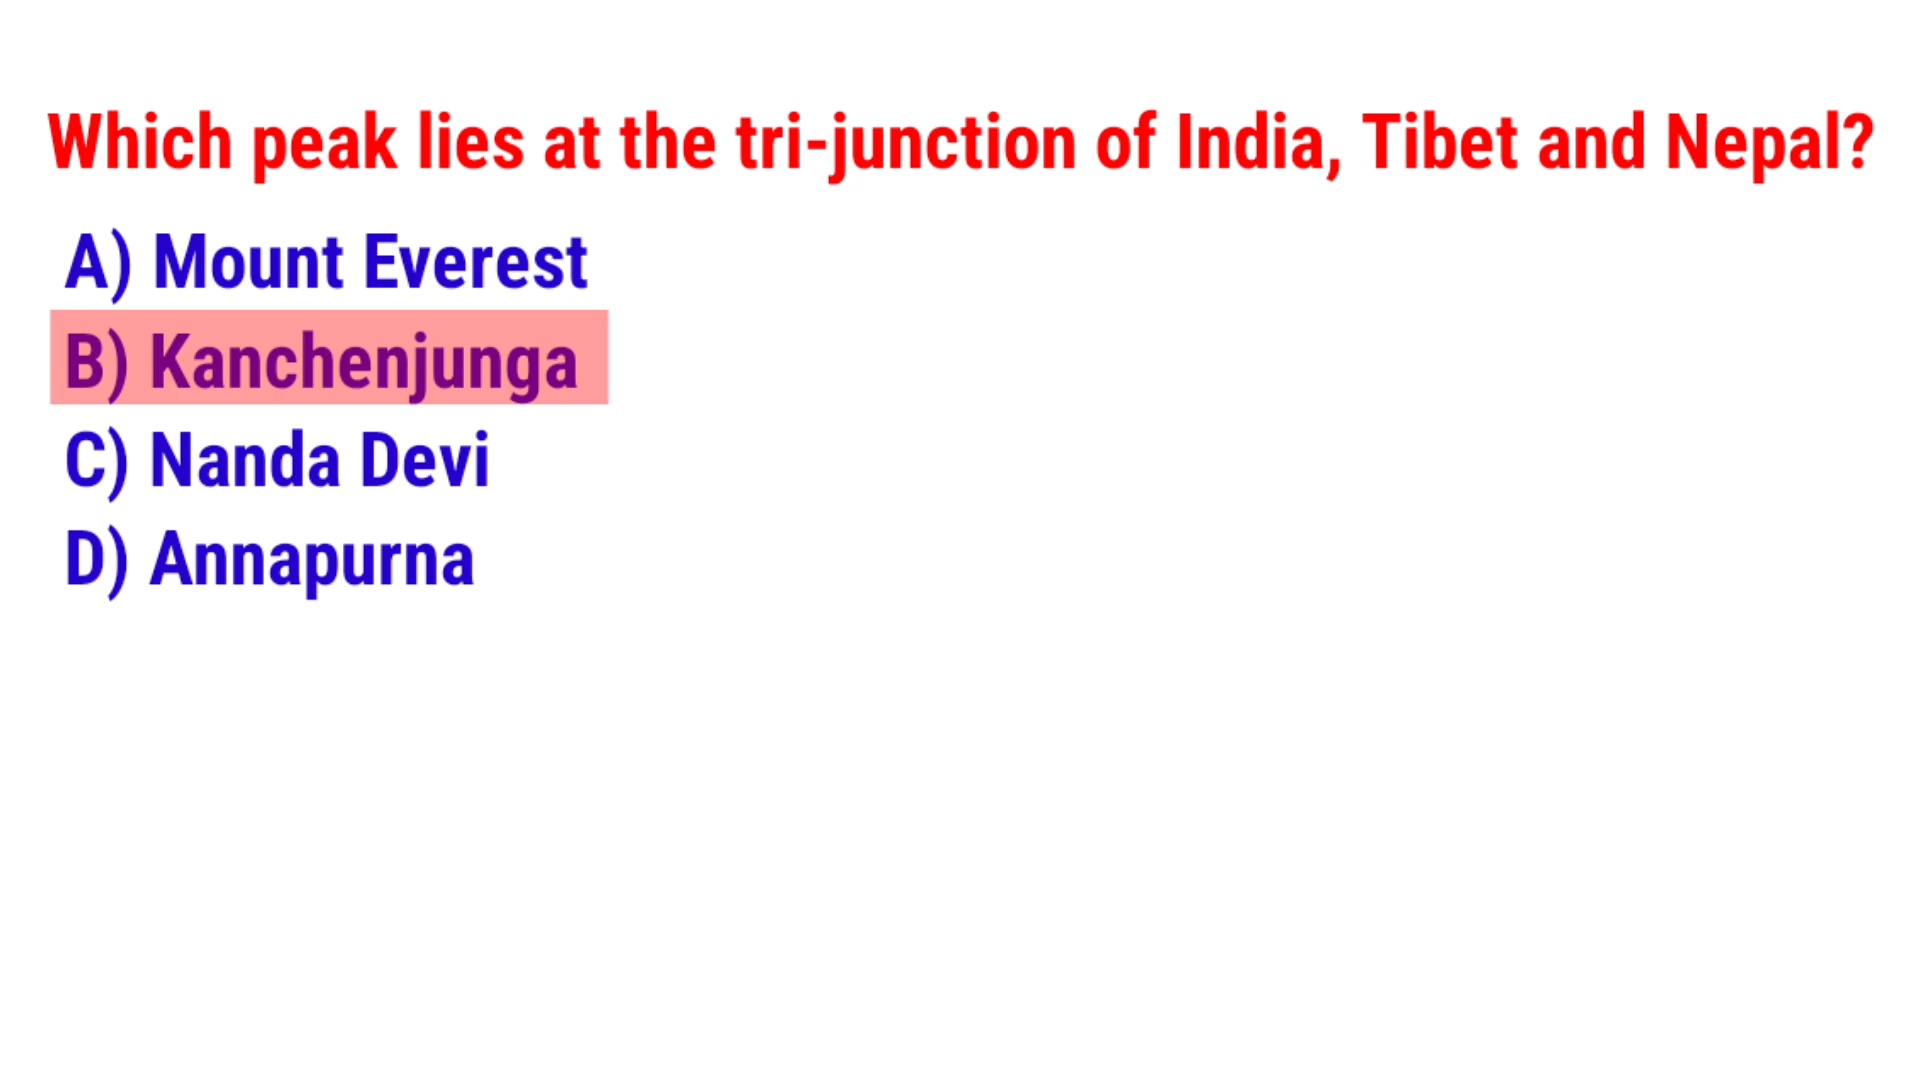 Which peak lies at the tri-junction of India, Tibet and Nepal?
A) Mount Everest
B) Kanchenjunga
C) Nanda Devi
D) Annapurna